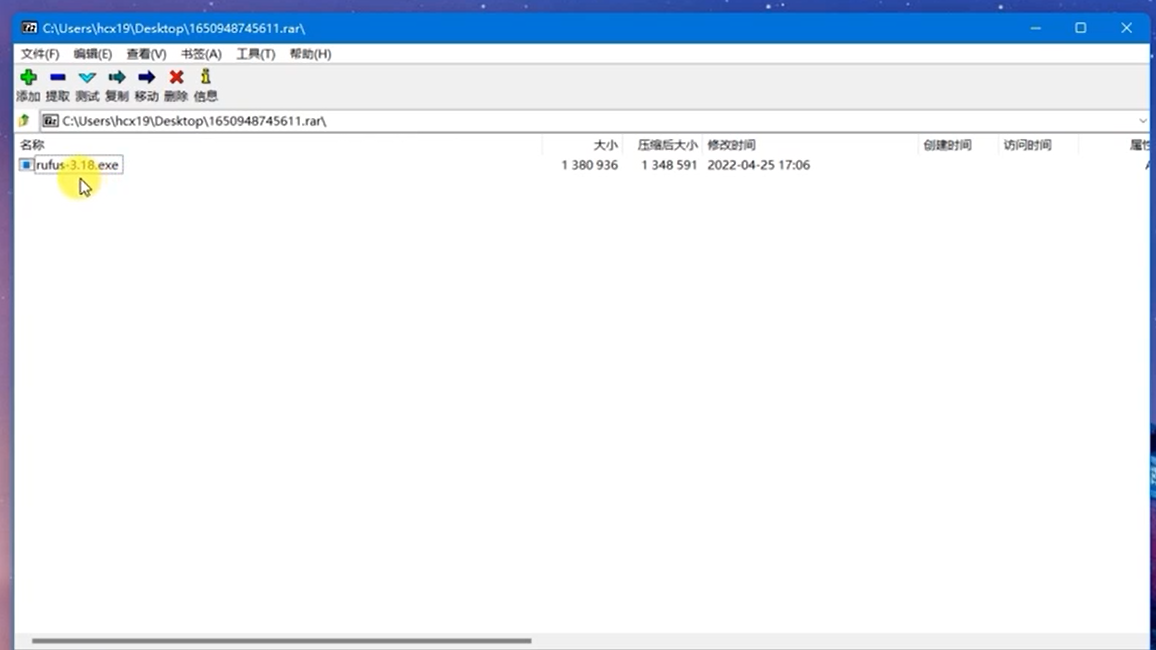 C:\Users\hcx19\Desktop\1650948745611.rar\
文件(F) 编辑(E) 查看(V) 书签(A) 工具(T) 帮助(H)
添加 提取 测试 复制 移动 删除 信息
C:\Users\hcx19\Desktop\1650948745611.rar\
名称 大小 压缩后大小 修改时间 创建时间 访问时间 属性
rufus-3.18.exe 1 380 936 1 348 591 2022-04-25 17:06